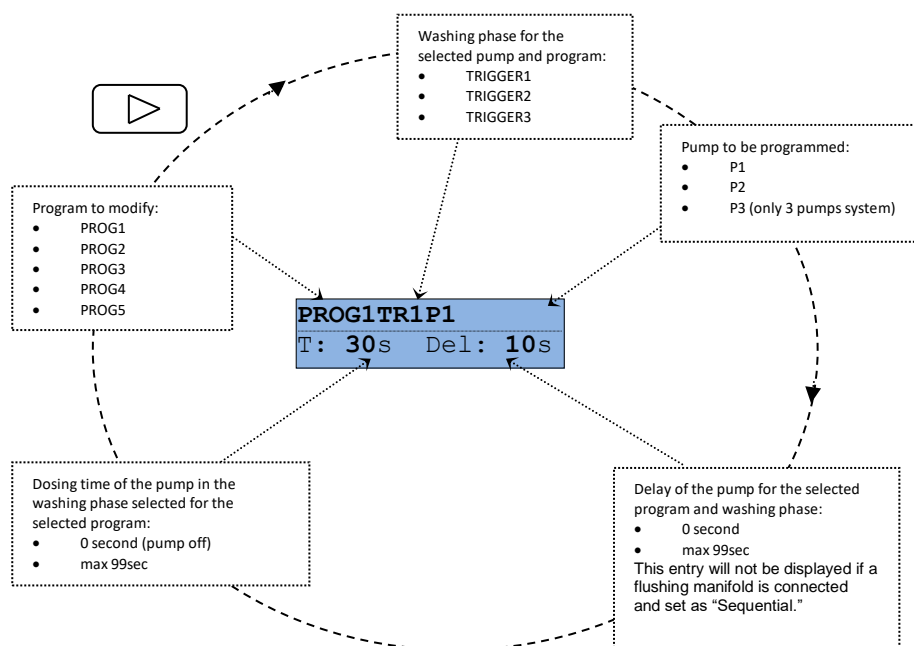 Washing phase for the
selected pump and program:
• TRIGGER1
• TRIGGER2
• TRIGGER3
Pump to be programmed:
• P1
• P2
• P3 (only 3 pumps system)
Program to modify:
• PROG1
• PROG2
• PROG3
• PROG4
• PROG5
PROG1TR1P1
T: 30s Del: 10s
Dosing time of the pump in the
washing phase selected for the
selected program:
• 0 second (pump off)
• max 99sec
Delay of the pump for the selected
program and washing phase:
• 0 second
• max 99sec
This entry will not be displayed if a
flushing manifold is connected
and set as “Sequential.”